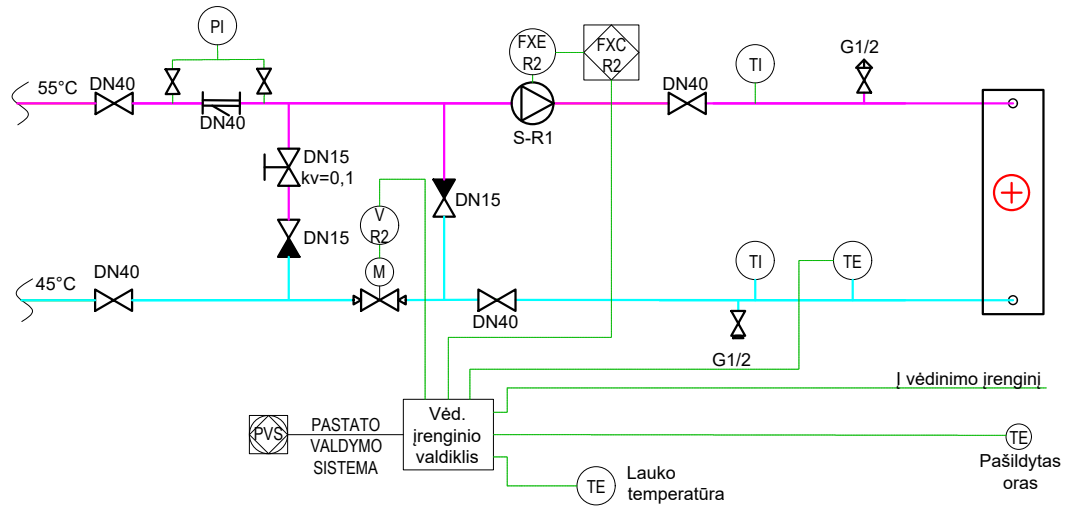 PI
FXE
R2
FXC
R2
G1/2
55°C
DN40
DN40
TI
DN40
S-R1
DN15
kv=0,1
DN15
V
R2
DN15
M
45°C
DN40
TI
TE
DN40
G1/2
Į vėdinimo įrenginį
PVS
PASTATO
VALDYMO
SISTEMA
Vėd.
įrenginio
valdiklis
TE
Pašildytas
oras
TE
Lauko
temperatūra